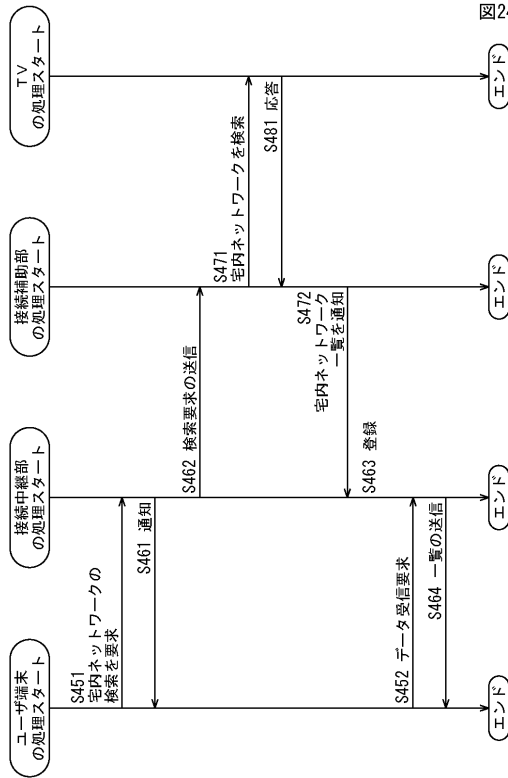 図24
ユーザ端末
の処理スタート
接続中継部
の処理スタート
接続補助部
の処理スタート
TV
の処理スタート
S451
宅内ネットワークの
検索を要求
S461 通知
S462 検索要求の送信
S471
宅内ネットワークを検索
S481 応答
S472
宅内ネットワーク
一覧を通知
S463 登録
S452 データ受信要求
S464 一覧の送信
エンド
エンド
エンド
エンド